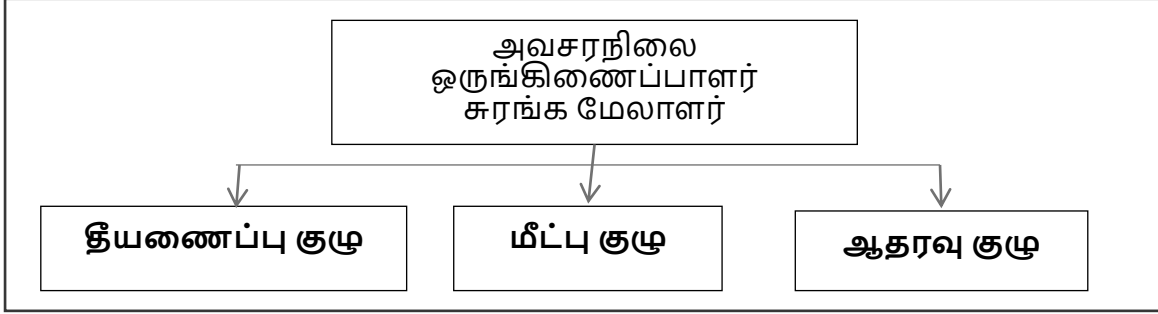 அவசரநிலை
ஒருங்கிணைப்பாளர்
சுரங்க மேலாளர்
தீயணைப்பு குழு
மீட்பு குழு
ஆதரவு குழு